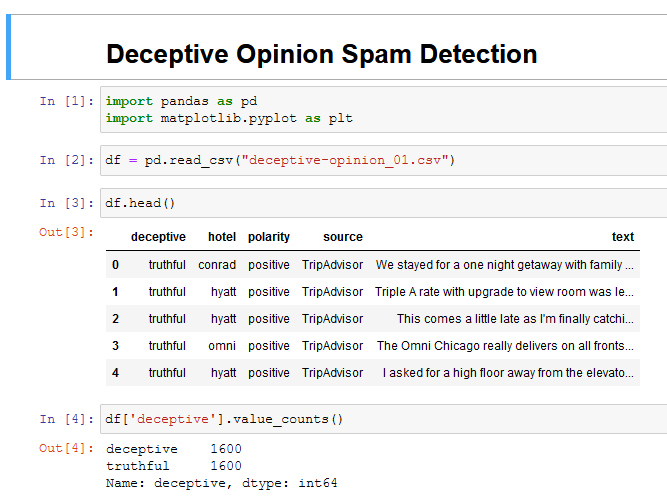 Deceptive Opinion Spam Detection
In [1]: import pandas as pd
import matplotlib.pyplot as plt
In [2]: df = pd.read_csv("deceptive-opinion_01.csv")
In [3]: df.head()
Out[3]:
deceptive hotel polarity source text
0 truthful conrad positive TripAdvisor We stayed for a one night getaway with family ...
1 truthful hyatt positive TripAdvisor Triple A rate with upgrade to view room was le...
2 truthful hyatt positive TripAdvisor This comes a little late as I'm finally catchi...
3 truthful omni positive TripAdvisor The Omni Chicago really delivers on all fronts...
4 truthful hyatt positive TripAdvisor I asked for a high floor away from the elevato...
In [4]: df['deceptive'].value_counts()
Out[4]: deceptive 1600
truthful 1600
Name: deceptive, dtype: int64